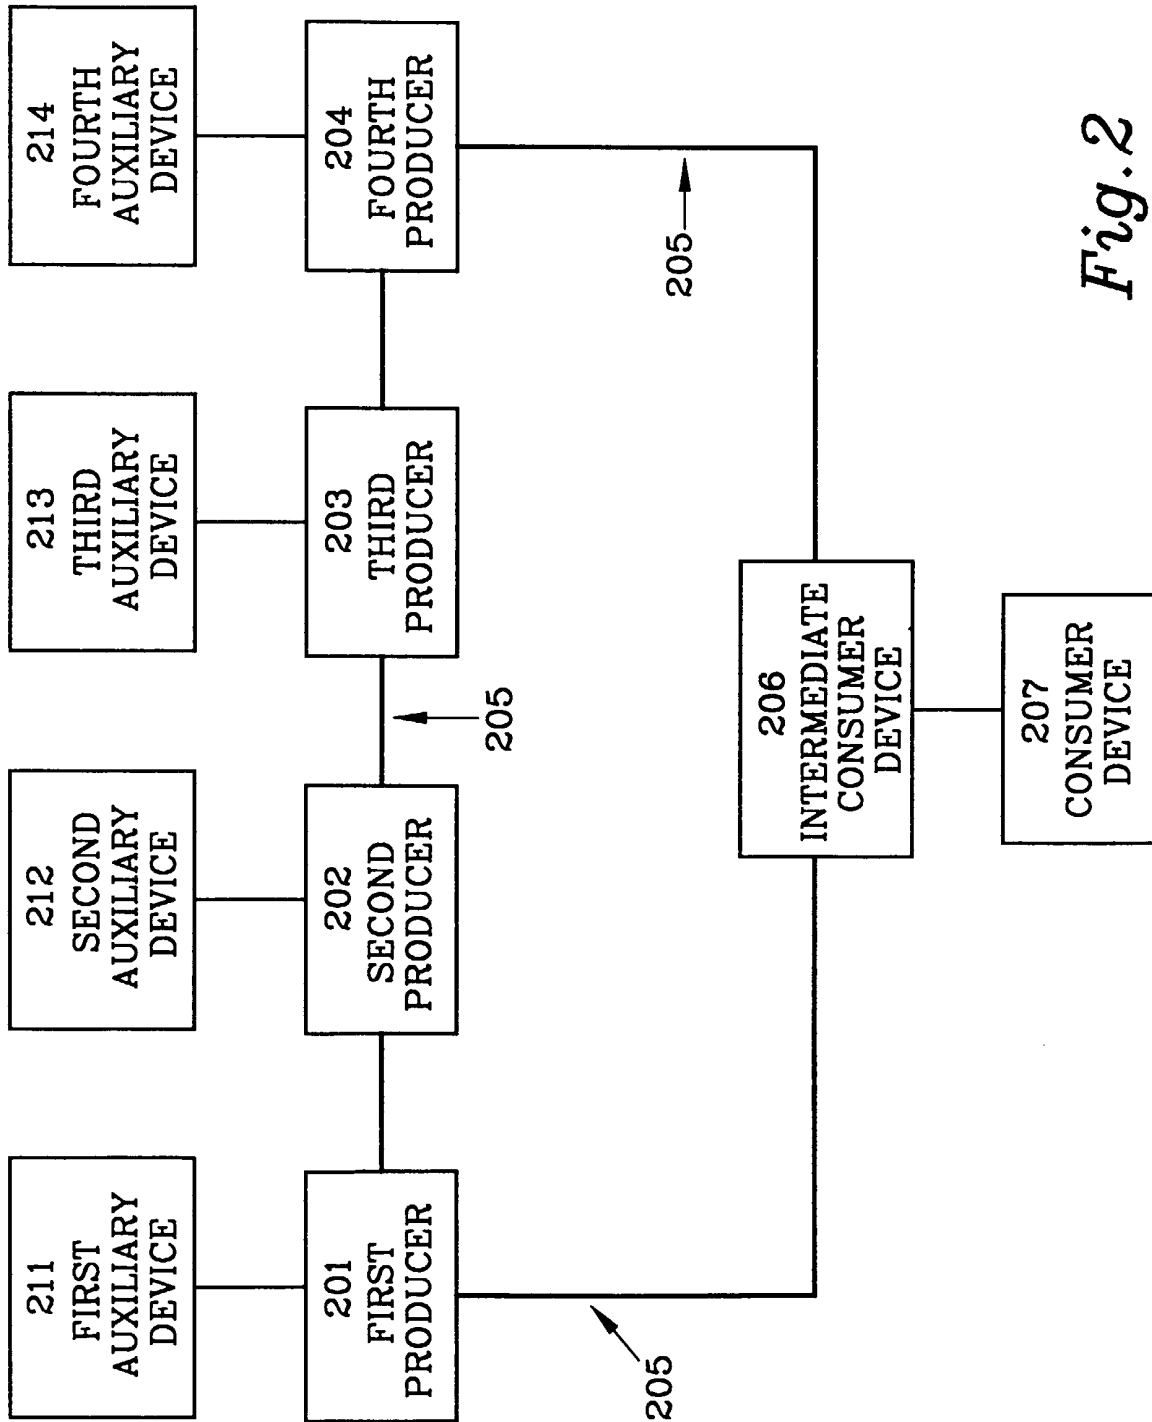 211
FIRST
AUXILIARY
DEVICE
212
SECOND
AUXILIARY
DEVICE
213
THIRD
AUXILIARY
DEVICE
214
FOURTH
AUXILIARY
DEVICE
201
FIRST
PRODUCER
202
SECOND
PRODUCER
203
THIRD
PRODUCER
204
FOURTH
PRODUCER
205
205
205
206
INTERMEDIATE
CONSUMER
DEVICE
207
CONSUMER
DEVICE
Fig. 2